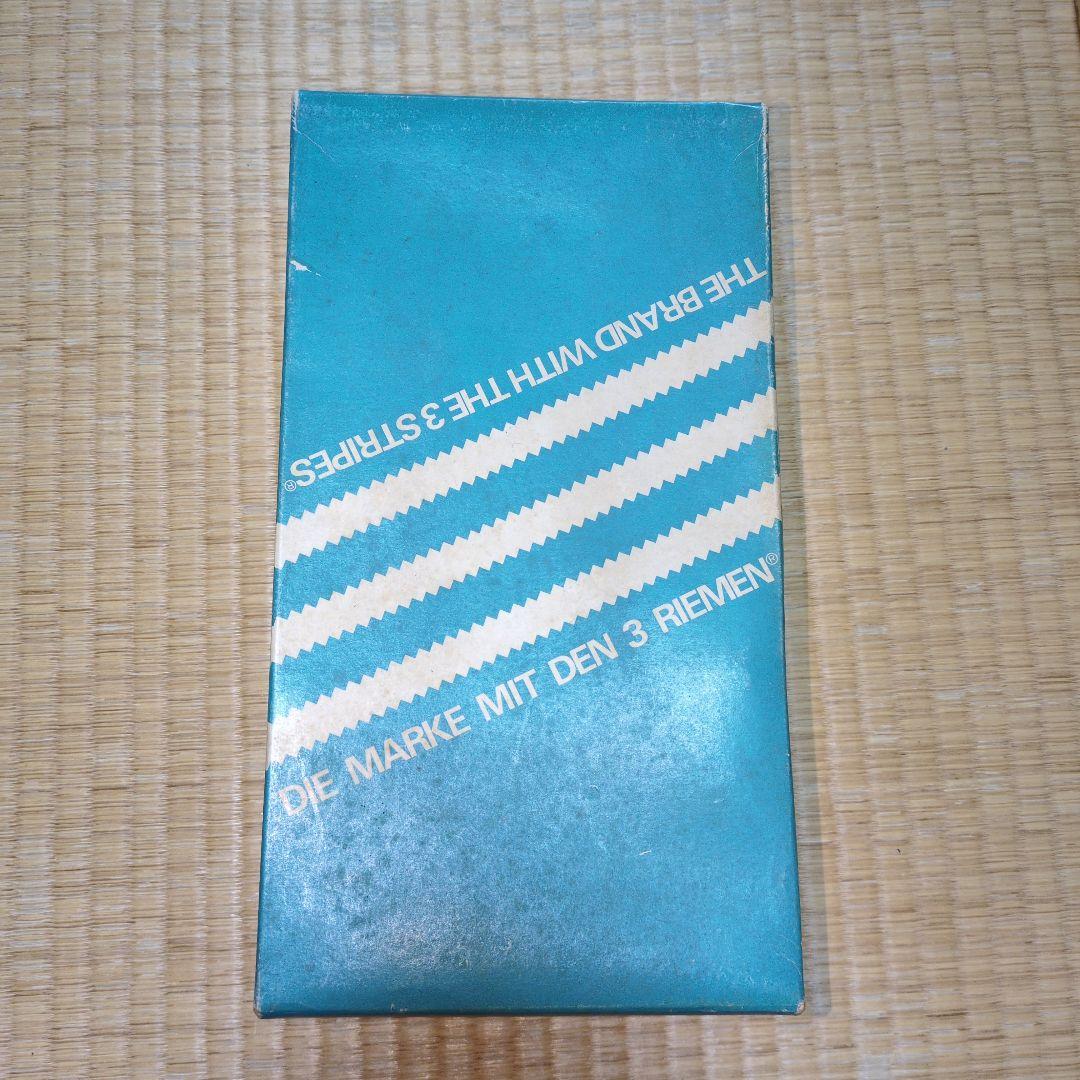 THE BRAND WITH THE 3 STRIPES®
DIE MARKE MIT DEN 3 RIEMEN®